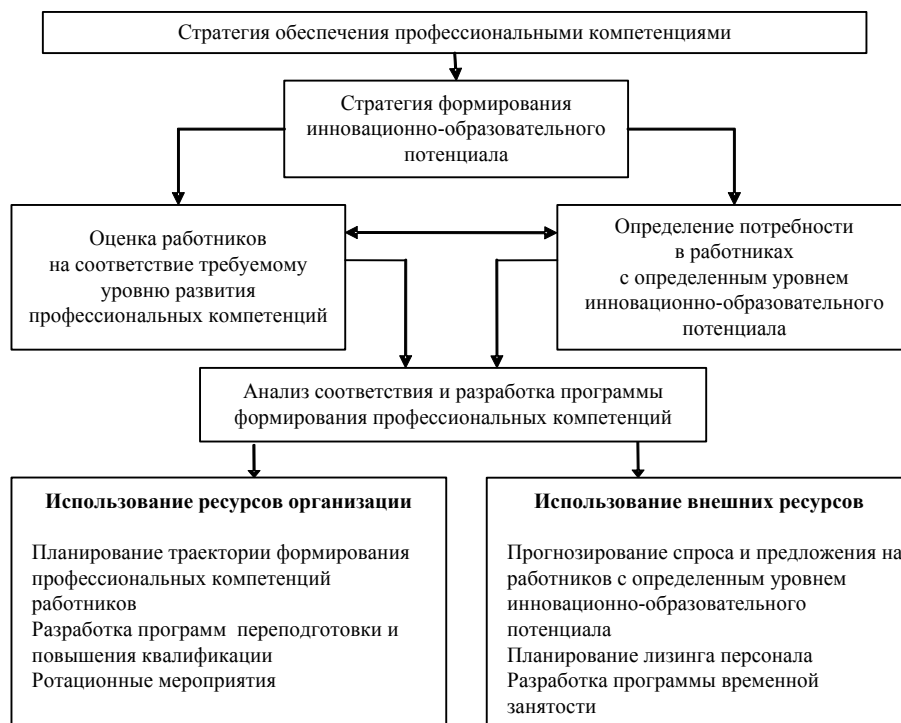 Стратегия обеспечения профессиональными компетенциями
Стратегия формирования
инновационно-образовательного
потенциала
Оценка работников
на соответствие требуемому
уровню развития
профессиональных компетенций
Определение потребности
в работниках
с определенным уровнем
инновационно-образовательного
потенциала
Анализ соответствия и разработка программы
формирования профессиональных компетенций
Использование ресурсов организации
Планирование траектории формирования
профессиональных компетенций
работников
Разработка программ переподготовки и
повышения квалификации
Ротационные мероприятия
Использование внешних ресурсов
Прогнозирование спроса и предложения на
работников с определенным уровнем
инновационно-образовательного
потенциала
Планирование лизинга персонала
Разработка программы временной
занятости